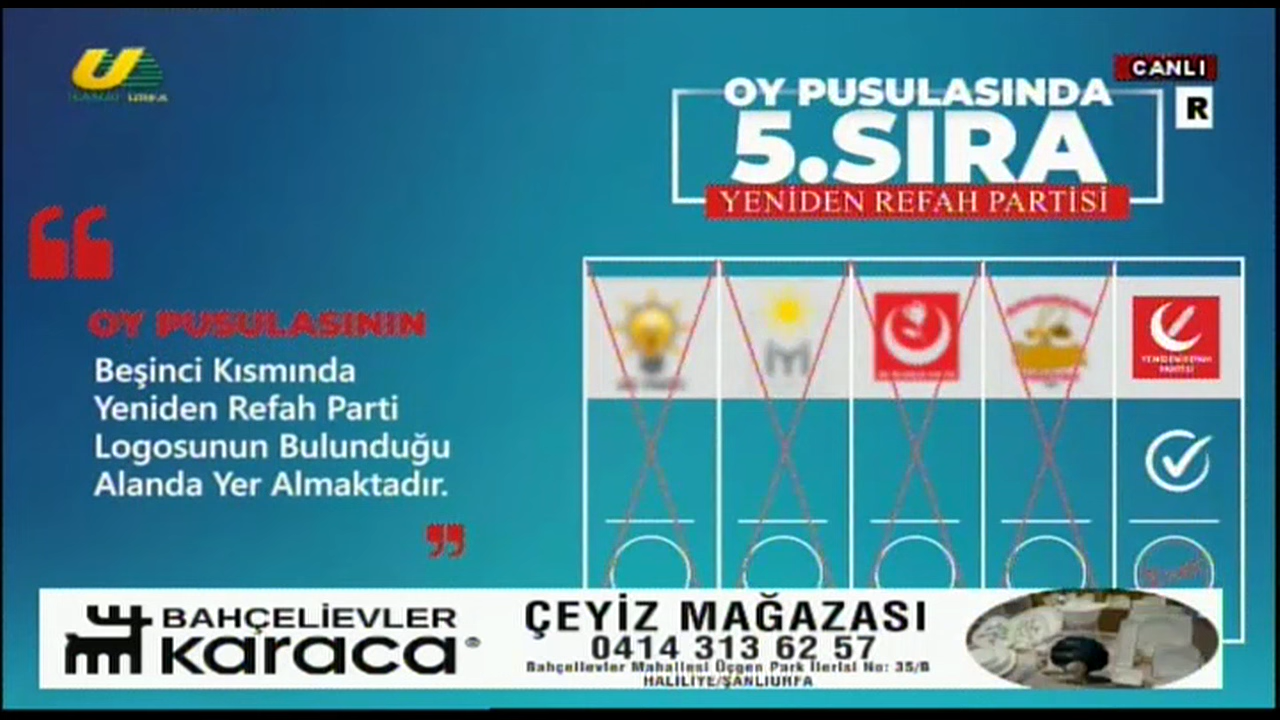 CANLI
R
OY PUSULASINDA
5.SIRA
YENİDEN REFAH PARTİSİ
OY PUSULASININ
Beşinci Kısmında
Yeniden Refah Parti
Logosunun Bulunduğu
Alanda Yer Almaktadır.
YENİDEN REFAH
PARTİSİ
BAHÇELİEVLER
karaca
ÇEYİZ MAĞAZASI
0414 313 62 57
Bahçelievler Mahallesi Üçgen Park İlerisi No: 35/B
HALİLİYE/ŞANLIURFA